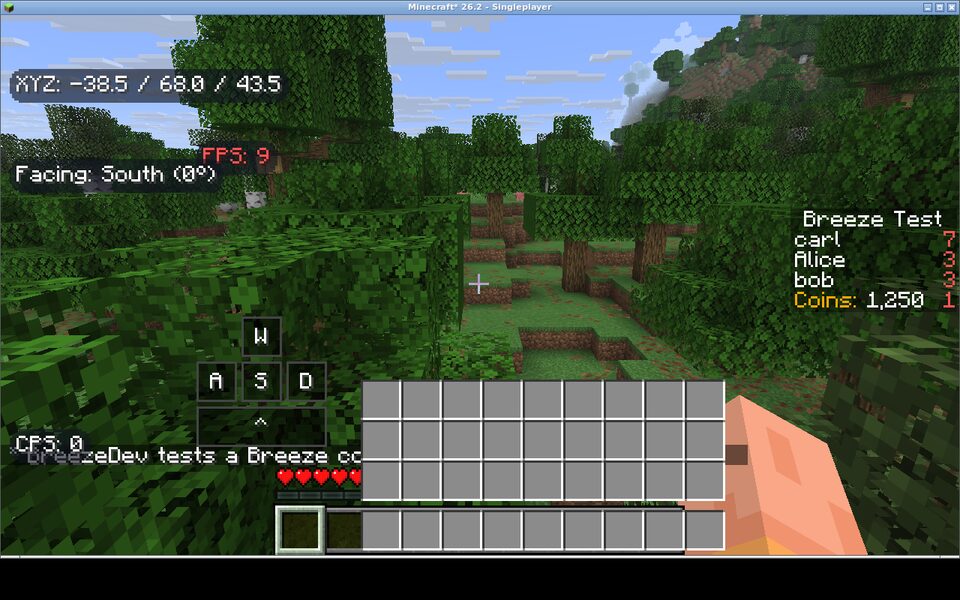 Minecraft* 26.2 - Singleplayer
XYZ: -38.5 / 68.0 / 43.5
FPS: 9
Facing: South (0°)
Breeze Test
carl 7
Alice 3
bob 3
Coins: 1,250 1
W
A S D
^
CPS: 0
BreezeDev tests a Breeze co